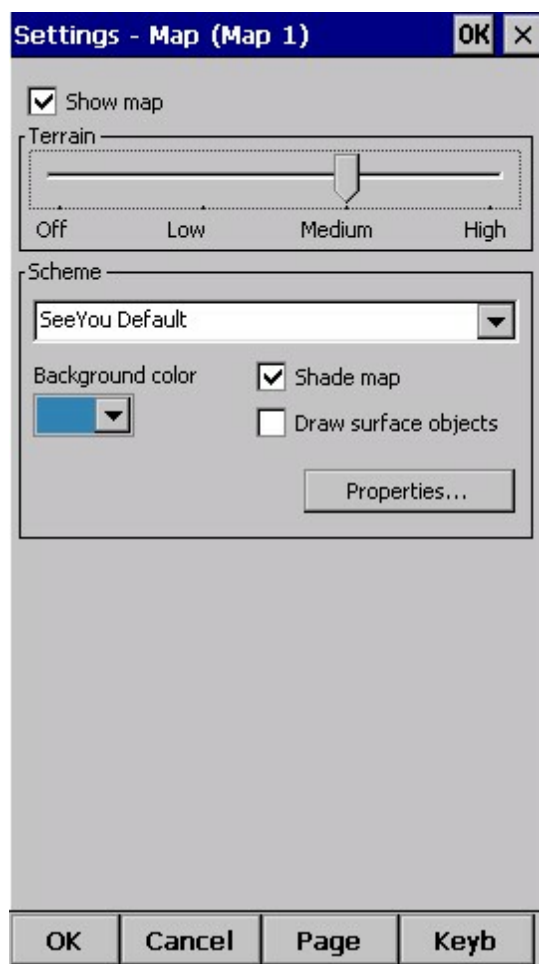 Settings - Map (Map 1) OK
Show map
Terrain
Off Low Medium High
Scheme
SeeYou Default
Background color Shade map
Draw surface objects
Properties...
OK Cancel Page Keyb